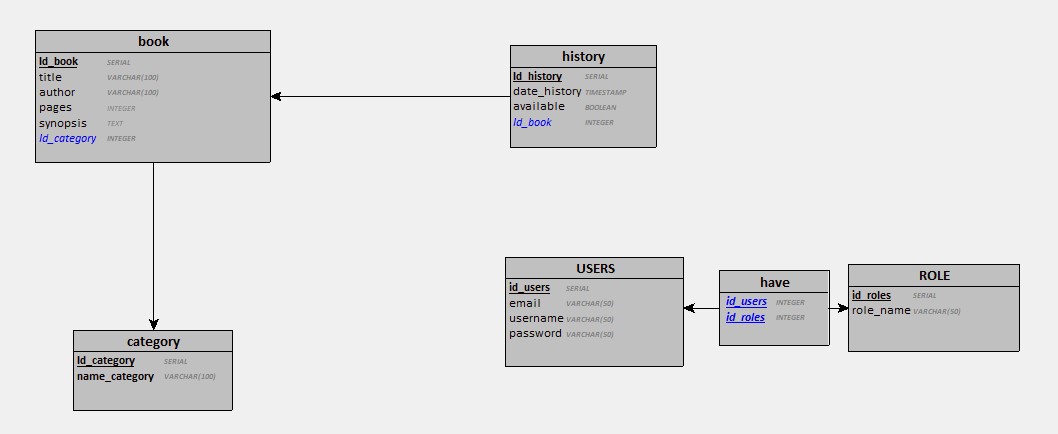 book
Id_book SERIAL
title VARCHAR(100)
author VARCHAR(100)
pages INTEGER
synopsis TEXT
Id_category INTEGER
history
Id_history SERIAL
date_history TIMESTAMP
available BOOLEAN
Id_book INTEGER
USERS
id_users SERIAL
email VARCHAR(50)
username VARCHAR(50)
password VARCHAR(50)
have
id_users INTEGER
id_roles INTEGER
ROLE
id_roles SERIAL
role_name VARCHAR(50)
category
Id_category SERIAL
name_category VARCHAR(100)